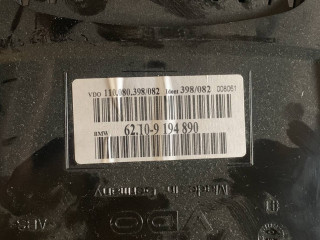 VDO 110.080.398/082 Ident 398/082 008061
BMW 62.10-9 194 890
Made in Germany
VDO
ABS